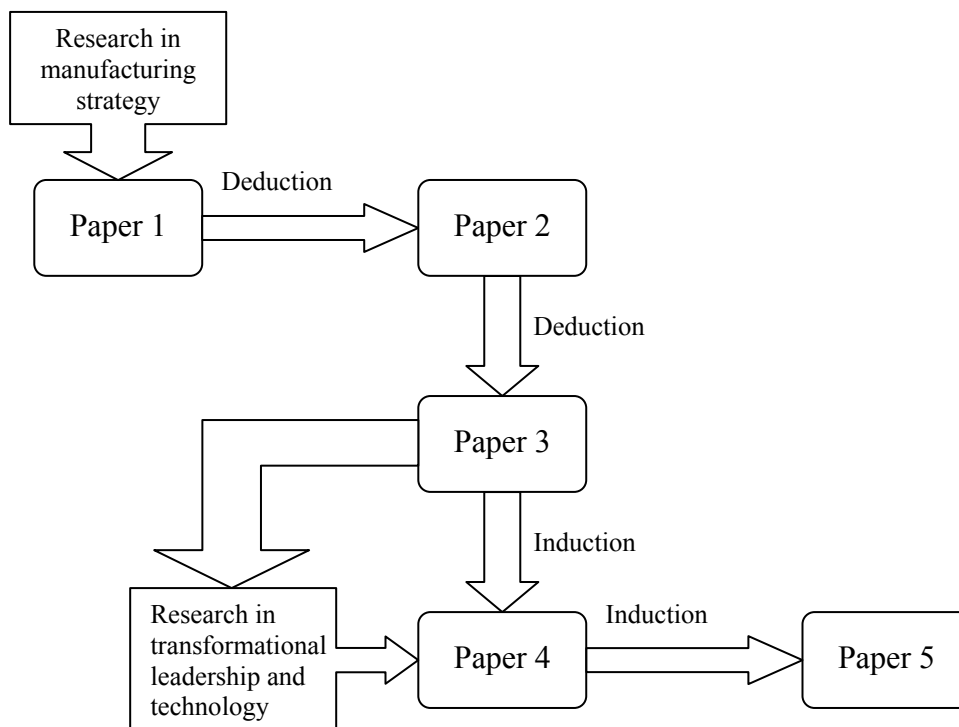 Research in
manufacturing
strategy
Deduction
Paper 1
Paper 2
Deduction
Paper 3
Induction
Research in
transformational
leadership and
technology
Induction
Paper 4
Paper 5